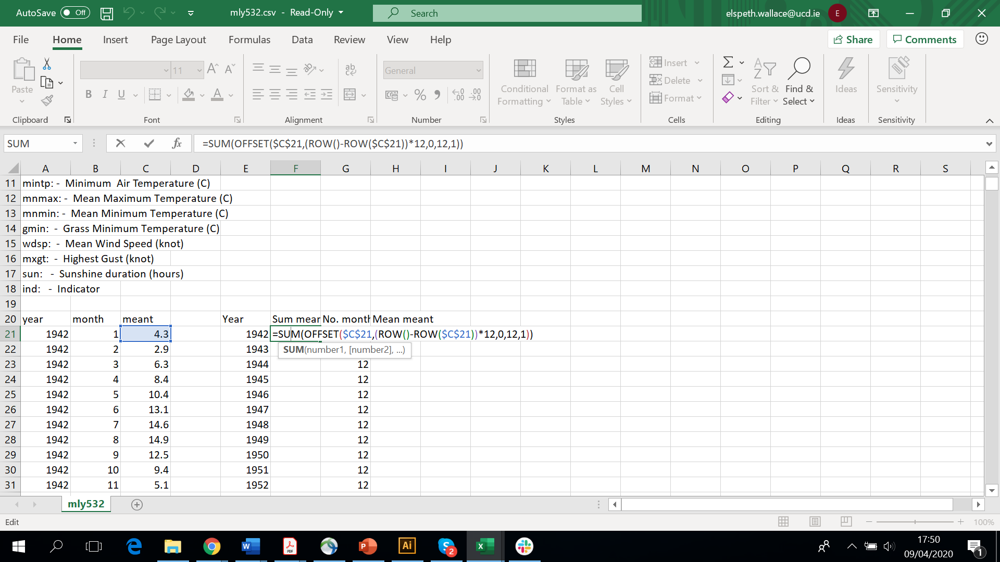 AutoSave Off mly532.csv - Read-Only Search elspeth.wallace@ucd.ie E
File Home Insert Page Layout Formulas Data Review View Help Share Comments
Paste 11 A A ab General Conditional Formatting Format as Table Cell Styles Insert Delete Format Sort & Filter Find & Select Ideas Sensitivity
B I U A % .00 .00
Clipboard Font Alignment Number Styles Cells Editing Ideas Sensitivity
SUM fx =SUM(OFFSET($C$21,(ROW()-ROW($C$21))*12,0,12,1))
A B C D E F G H I J K L M N O P Q R S
11 mintp: - Minimum Air Temperature (C)
12 mnmax: - Mean Maximum Temperature (C)
13 mnmin: - Mean Minimum Temperature (C)
14 gmin: - Grass Minimum Temperature (C)
15 wdsp: - Mean Wind Speed (knot)
16 mxgt: - Highest Gust (knot)
17 sun: - Sunshine duration (hours)
18 ind: - Indicator
19
20 year month meant Year Sum mear No. month Mean meant
21 1942 1 4.3 1942 =SUM(OFFSET($C$21,(ROW()-ROW($C$21))*12,0,12,1))
22 1942 2 2.9 1943 SUM(number1, [number2], ...)
23 1942 3 6.3 1944 12
24 1942 4 8.4 1945 12
25 1942 5 10.4 1946 12
26 1942 6 13.1 1947 12
27 1942 7 14.6 1948 12
28 1942 8 14.9 1949 12
29 1942 9 12.5 1950 12
30 1942 10 9.4 1951 12
31 1942 11 5.1 1952 12
mly532
Edit 100%
W PDF P Ai S 2 X 17:50 1
09/04/2020